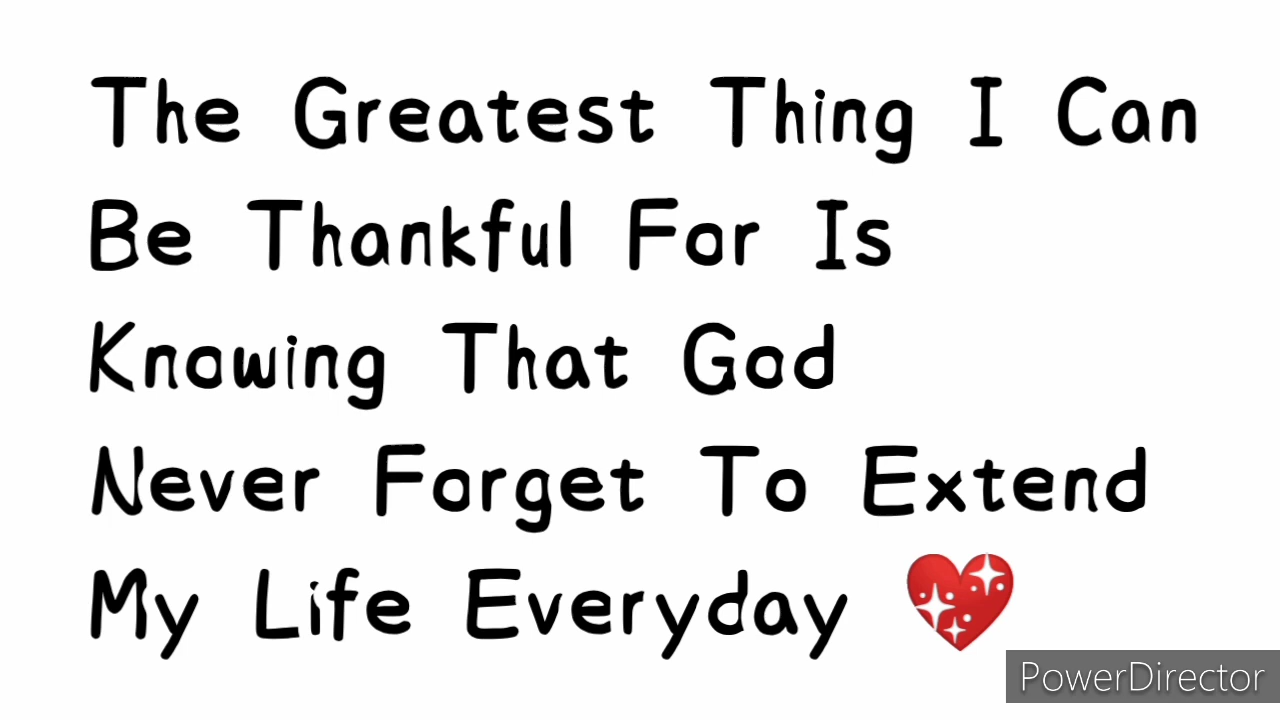 The Greatest Thing I Can
Be Thankful For Is
Knowing That God
Never Forget To Extend
My Life Everyday 💖
PowerDirector